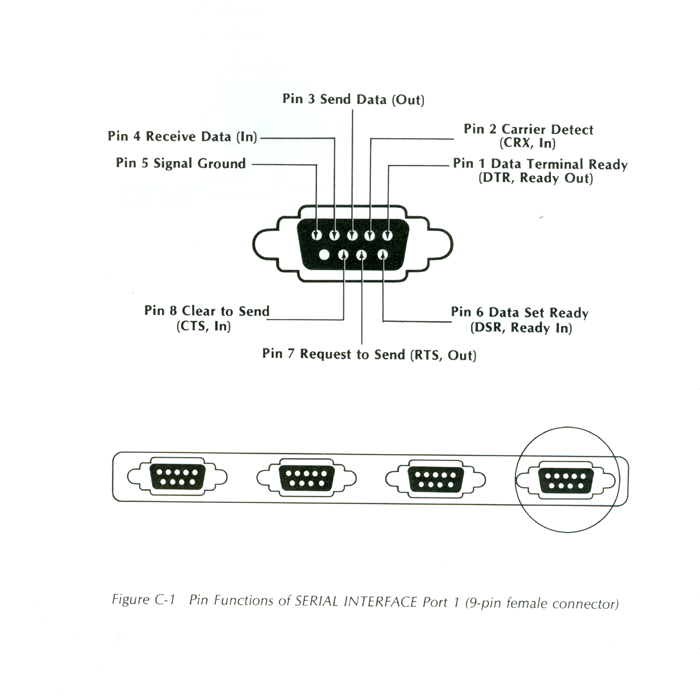 Pin 3 Send Data (Out)
Pin 4 Receive Data (In)
Pin 2 Carrier Detect
(CRX, In)
Pin 5 Signal Ground
Pin 1 Data Terminal Ready
(DTR, Ready Out)
Pin 8 Clear to Send
(CTS, In)
Pin 6 Data Set Ready
(DSR, Ready In)
Pin 7 Request to Send (RTS, Out)
Figure C-1 Pin Functions of SERIAL INTERFACE Port 1 (9-pin female connector)